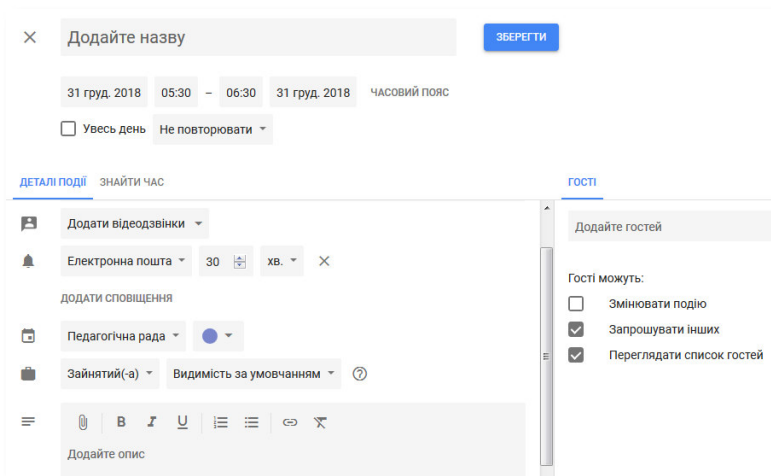 Додайте назву
ЗБЕРЕГТИ
31 груд. 2018 05:30 – 06:30 31 груд. 2018 ЧАСОВИЙ ПОЯС
Увесь день Не повторювати
ДЕТАЛІ ПОДІЇ ЗНАЙТИ ЧАС
Додати відеодзвінки
Електронна пошта 30 хв.
ДОДАТИ СПОВІЩЕННЯ
Педагогічна рада
Зайнятий(-а) Видимість за умовчанням
B I U
Додайте опис
ГОСТІ
Додайте гостей
Гості можуть:
Змінювати подію
Запрошувати інших
Переглядати список гостей